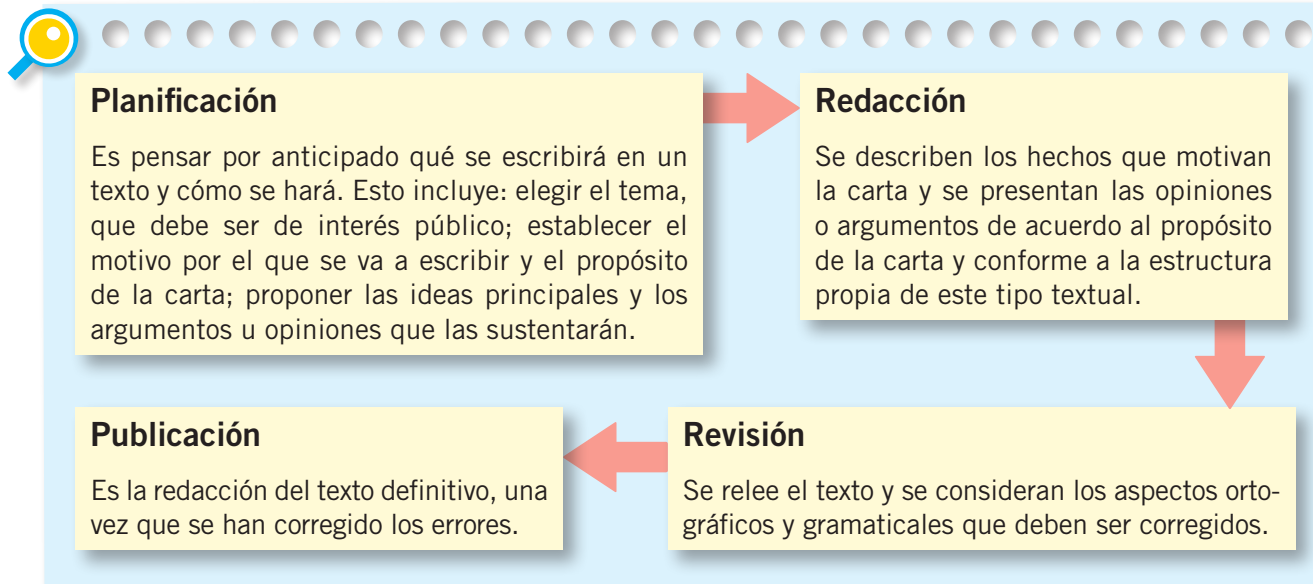 Planificación
Es pensar por anticipado qué se escribirá en un
texto y cómo se hará. Esto incluye: elegir el tema,
que debe ser de interés público; establecer el
motivo por el que se va a escribir y el propósito
de la carta; proponer las ideas principales y los
argumentos u opiniones que las sustentarán.
Redacción
Se describen los hechos que motivan
la carta y se presentan las opiniones
o argumentos de acuerdo al propósito
de la carta y conforme a la estructura
propia de este tipo textual.
Revisión
Se relee el texto y se consideran los aspectos orto-
gráficos y gramaticales que deben ser corregidos.
Publicación
Es la redacción del texto definitivo, una
vez que se han corregido los errores.